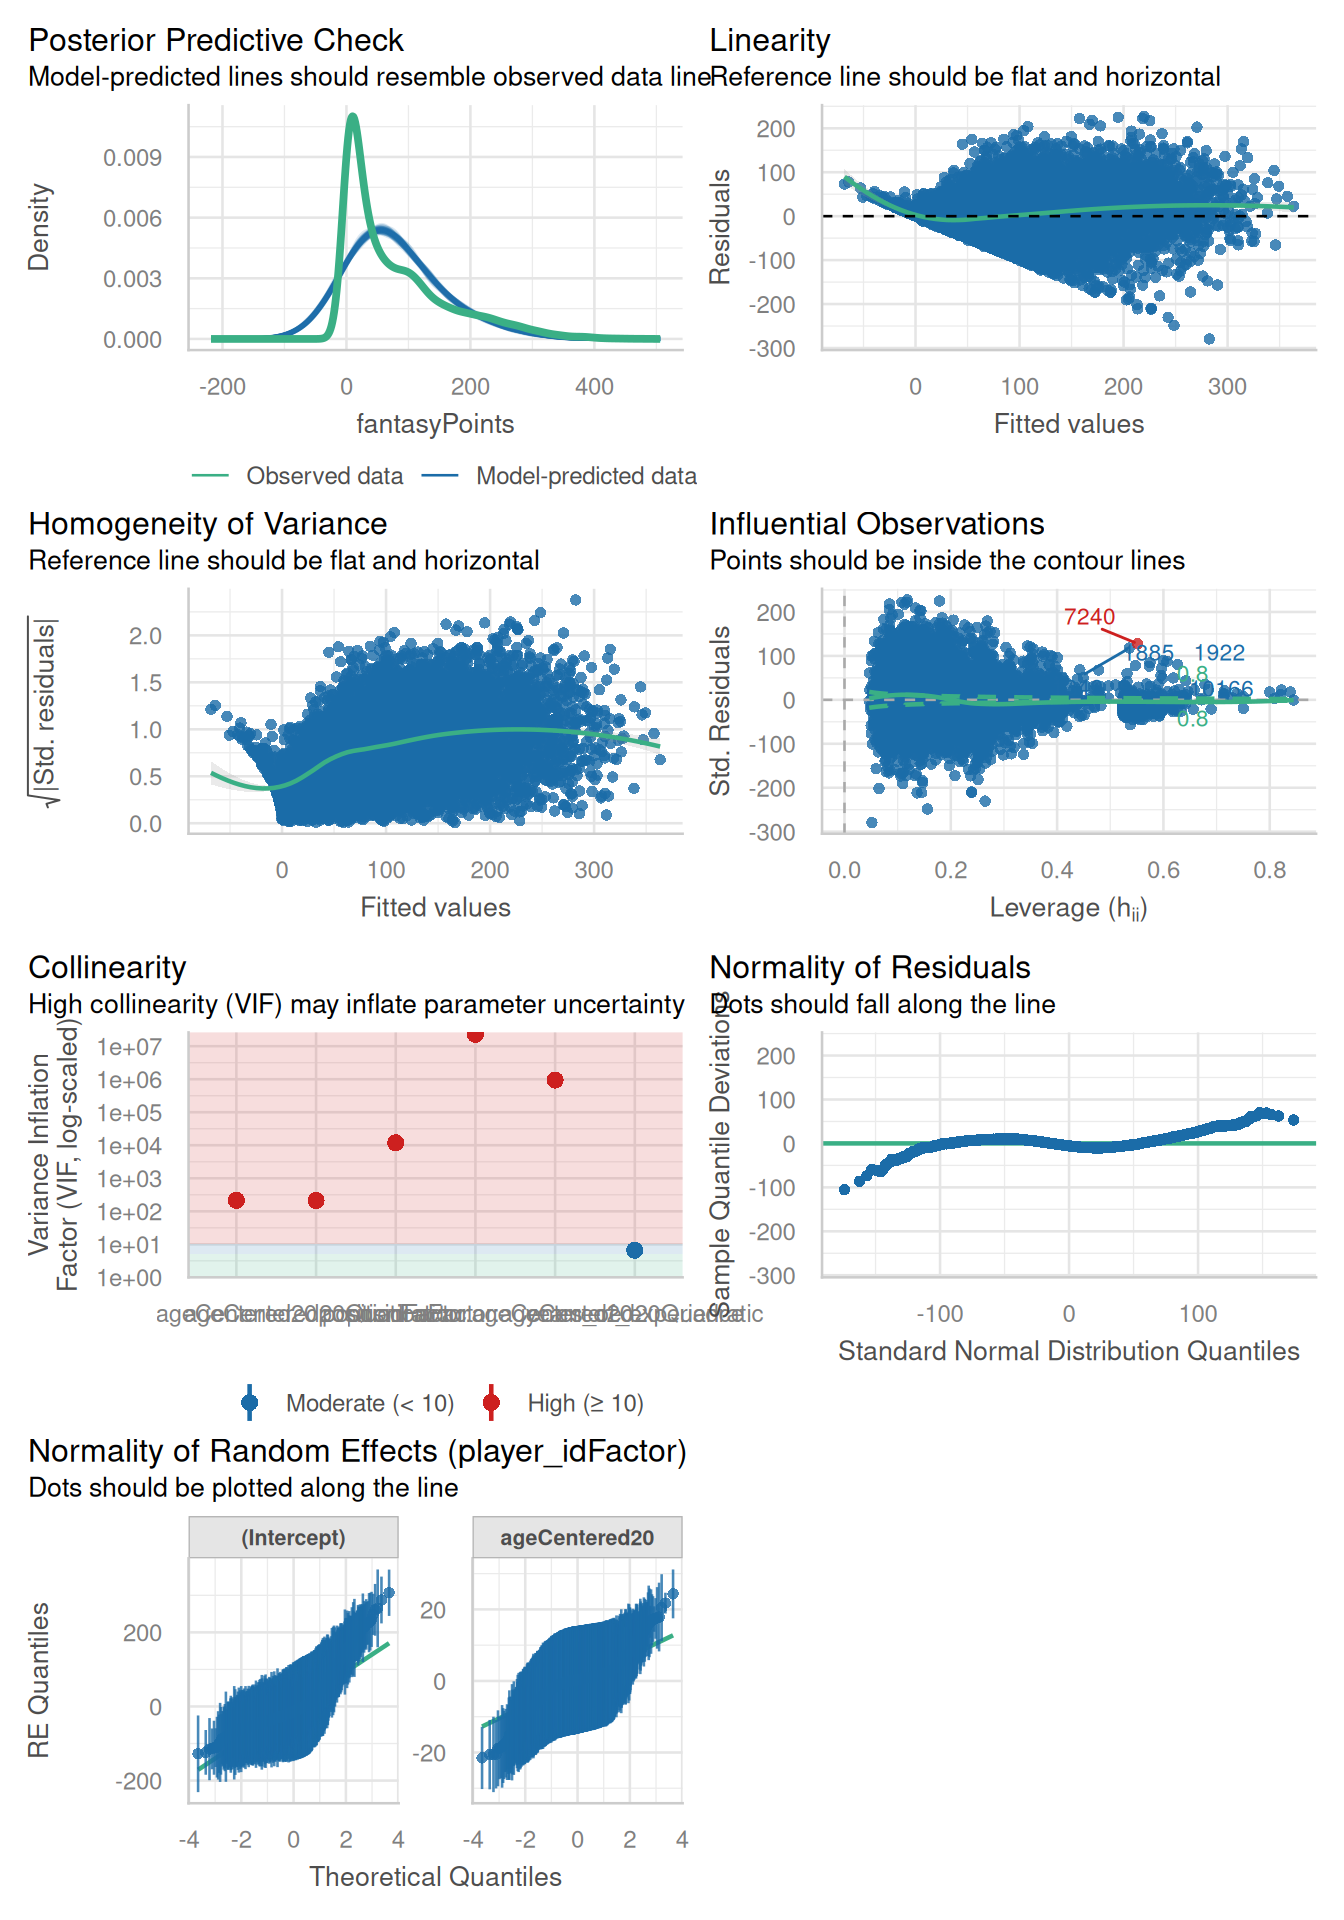 Posterior Predictive Check
Model-predicted lines should resemble observed data line
Density
0.009
0.006
0.003
0.000
-200 0 200 400
fantasyPoints
Observed data Model-predicted data
Linearity
Reference line should be flat and horizontal
Residuals
200
100
0
-100
-200
-300
0 100 200 300
Fitted values
Homogeneity of Variance
Reference line should be flat and horizontal
√|Std. residuals|
2.0
1.5
1.0
0.5
0.0
0 100 200 300
Fitted values
Influential Observations
Points should be inside the contour lines
Std. Residuals
200
100
0
-100
-200
-300
7240
1885 1922
0.8
0.8
0.0 0.2 0.4 0.6 0.8
Leverage (hii)
Collinearity
High collinearity (VIF) may inflate parameter uncertainty
Variance Inflation
Factor (VIF, log-scaled)
1e+07
1e+06
1e+05
1e+04
1e+03
1e+02
1e+01
1e+00
Moderate (< 10) High (≥ 10)
Normality of Residuals
Dots should fall along the line
Sample Quantile Deviations
200
100
0
-100
-200
-300
-100 0 100
Standard Normal Distribution Quantiles
Normality of Random Effects (player_idFactor)
Dots should be plotted along the line
(Intercept) ageCentered20
RE Quantiles
200
0
-200
20
0
-20
-4 -2 0 2 4
-4 -2 0 2 4
Theoretical Quantiles